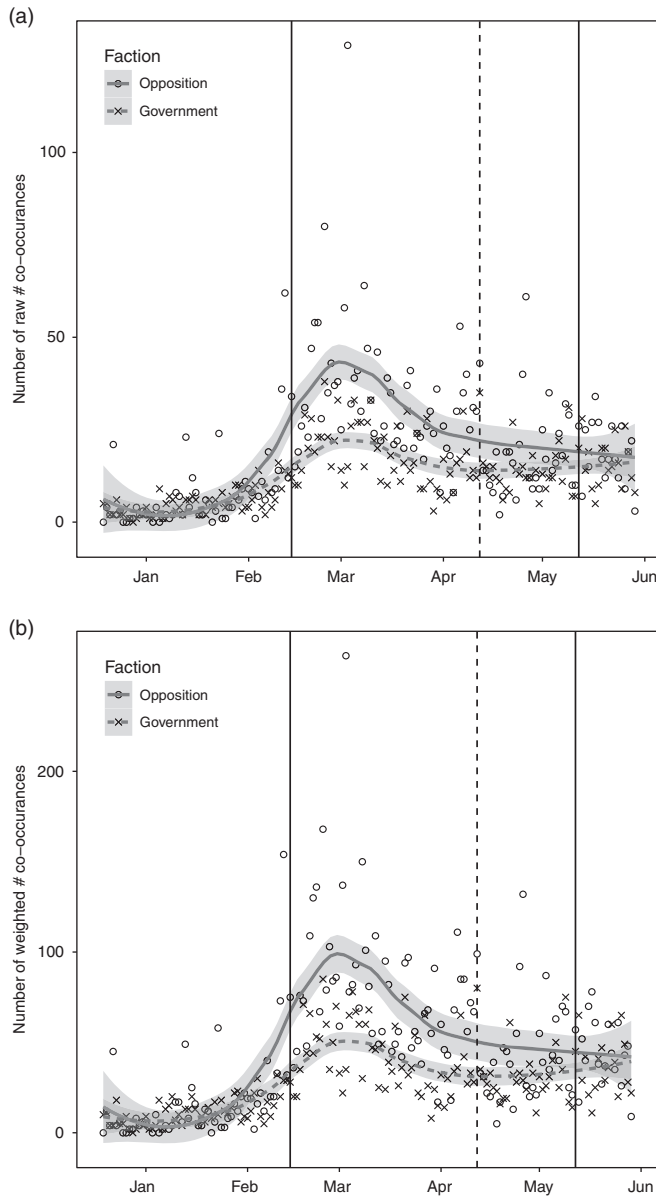 (a)
Faction
Opposition
Government
Number of raw # co−occurances
100
50
0
Jan Feb Mar Apr May Jun
(b)
Faction
Opposition
Government
Number of weighted # co−occurances
200
100
0
Jan Feb Mar Apr May Jun